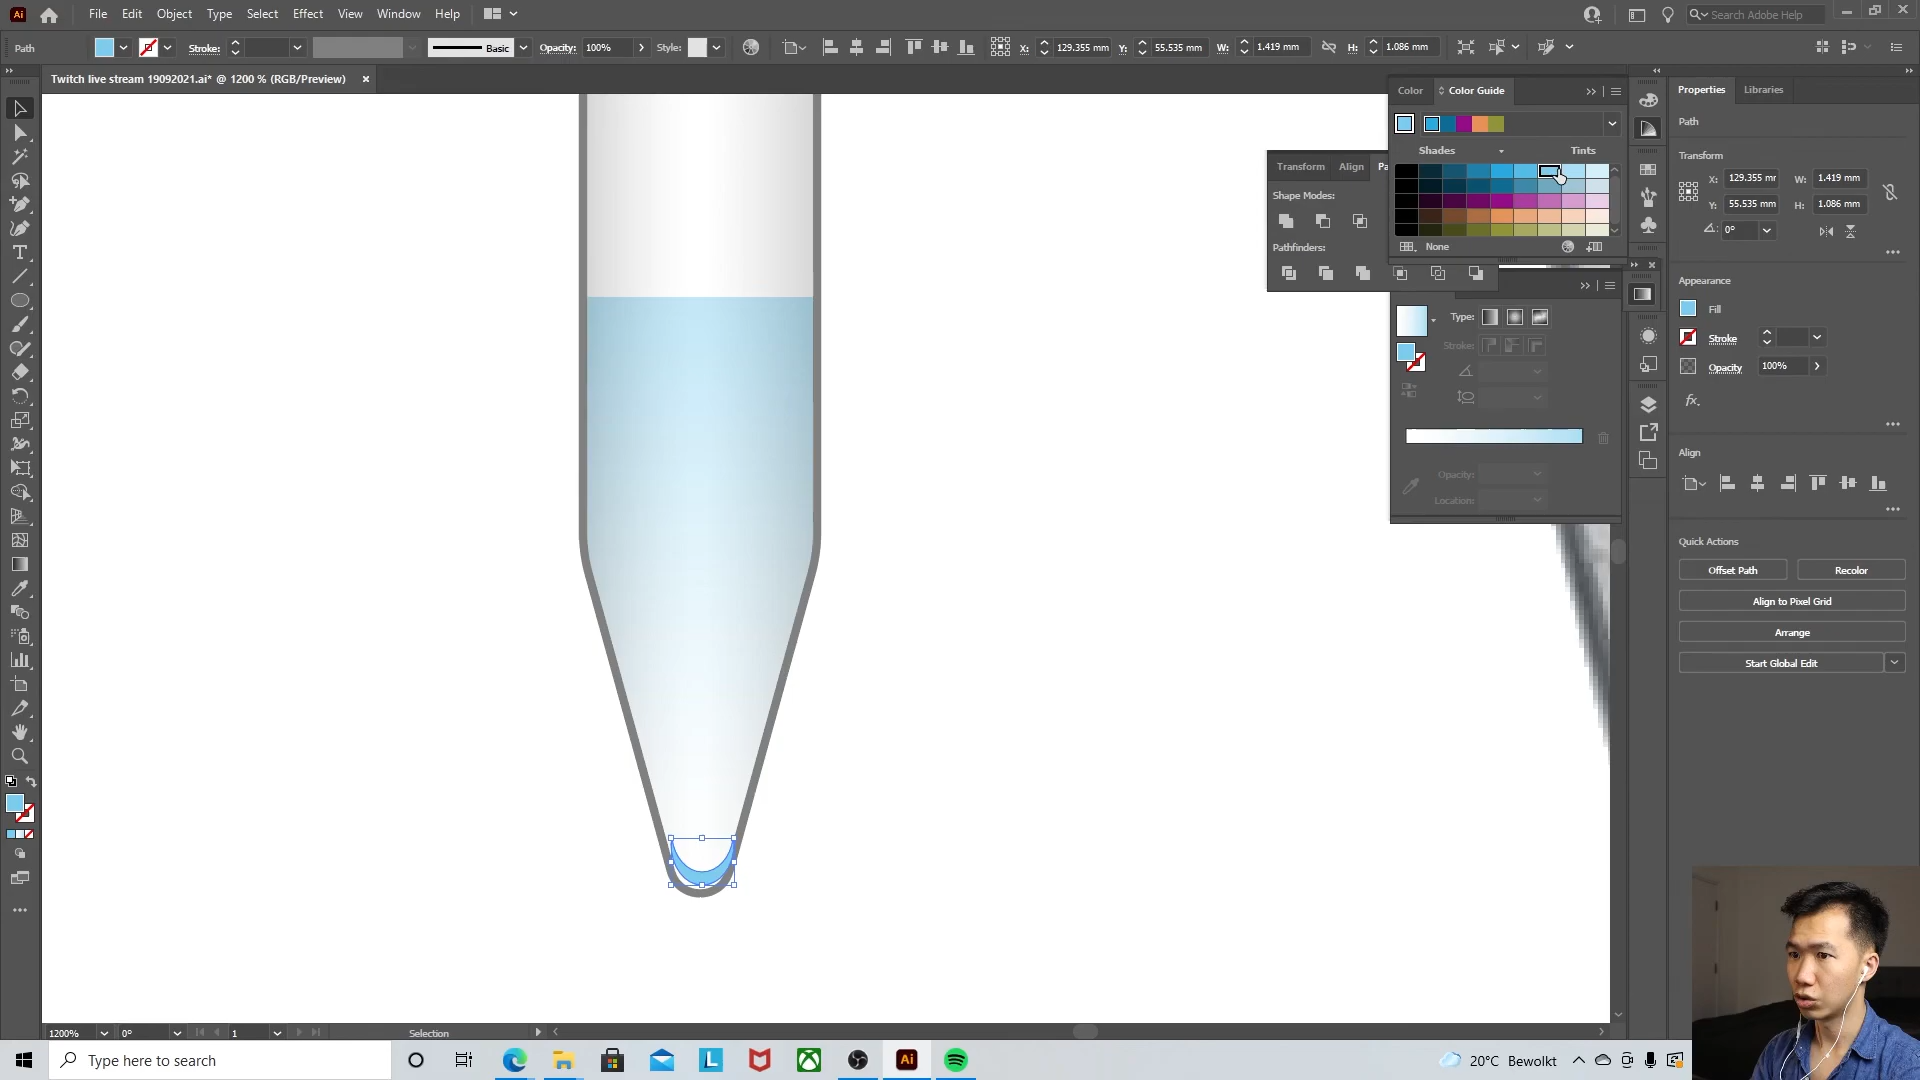 Ai File Edit Object Type Select Effect View Window Help Search Adobe Help
Path Stroke: Basic Opacity: 100% Style: X: 129.355 mm Y: 55.535 mm W: 1.419 mm H: 1.086 mm
Twitch live stream 19092021.ai* @ 1200 % (RGB/Preview) ×
Color Color Guide
Shades Tints
None
Transform Align Pa
Shape Modes:
Pathfinders:
Type:
Stroke:
Opacity:
Location:
Properties Libraries
Path
Transform
X: 129.355 mr W: 1.419 mm
Y: 55.535 mm H: 1.086 mm
0°
Appearance
Fill
Stroke
Opacity 100%
fx.
Align
Quick Actions
Offset Path Recolor
Align to Pixel Grid
Arrange
Start Global Edit
1200% 0° 1 Selection
Type here to search L Ai 20°C Bewolkt